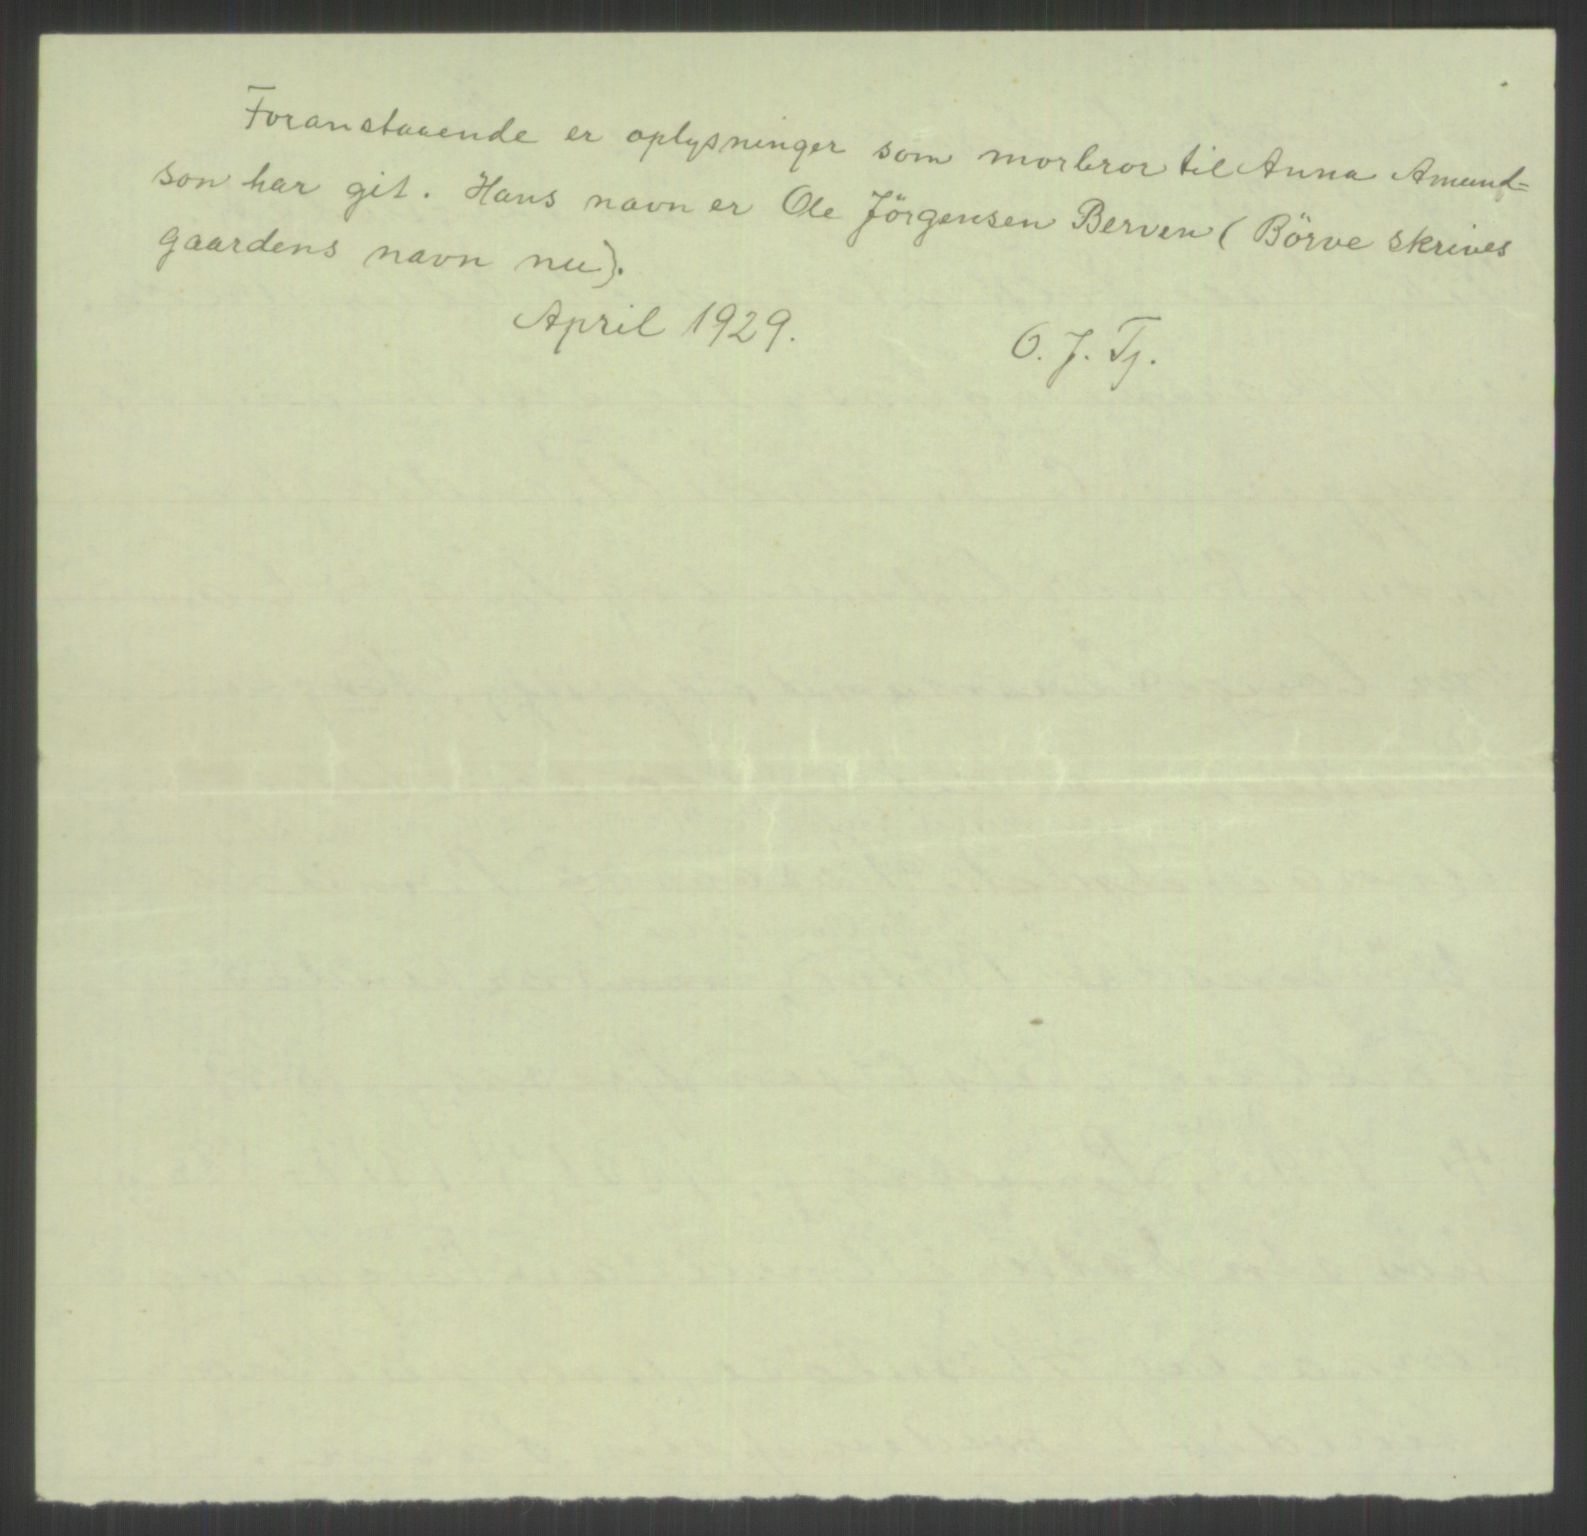 Foranstaaende er oplysninger som morbror til Anna Amund=
son har git. Hans navn er Ole Jörgensen Berven (Börve skrives
gaardens navn nu).
April 1929. O. J. Tj.